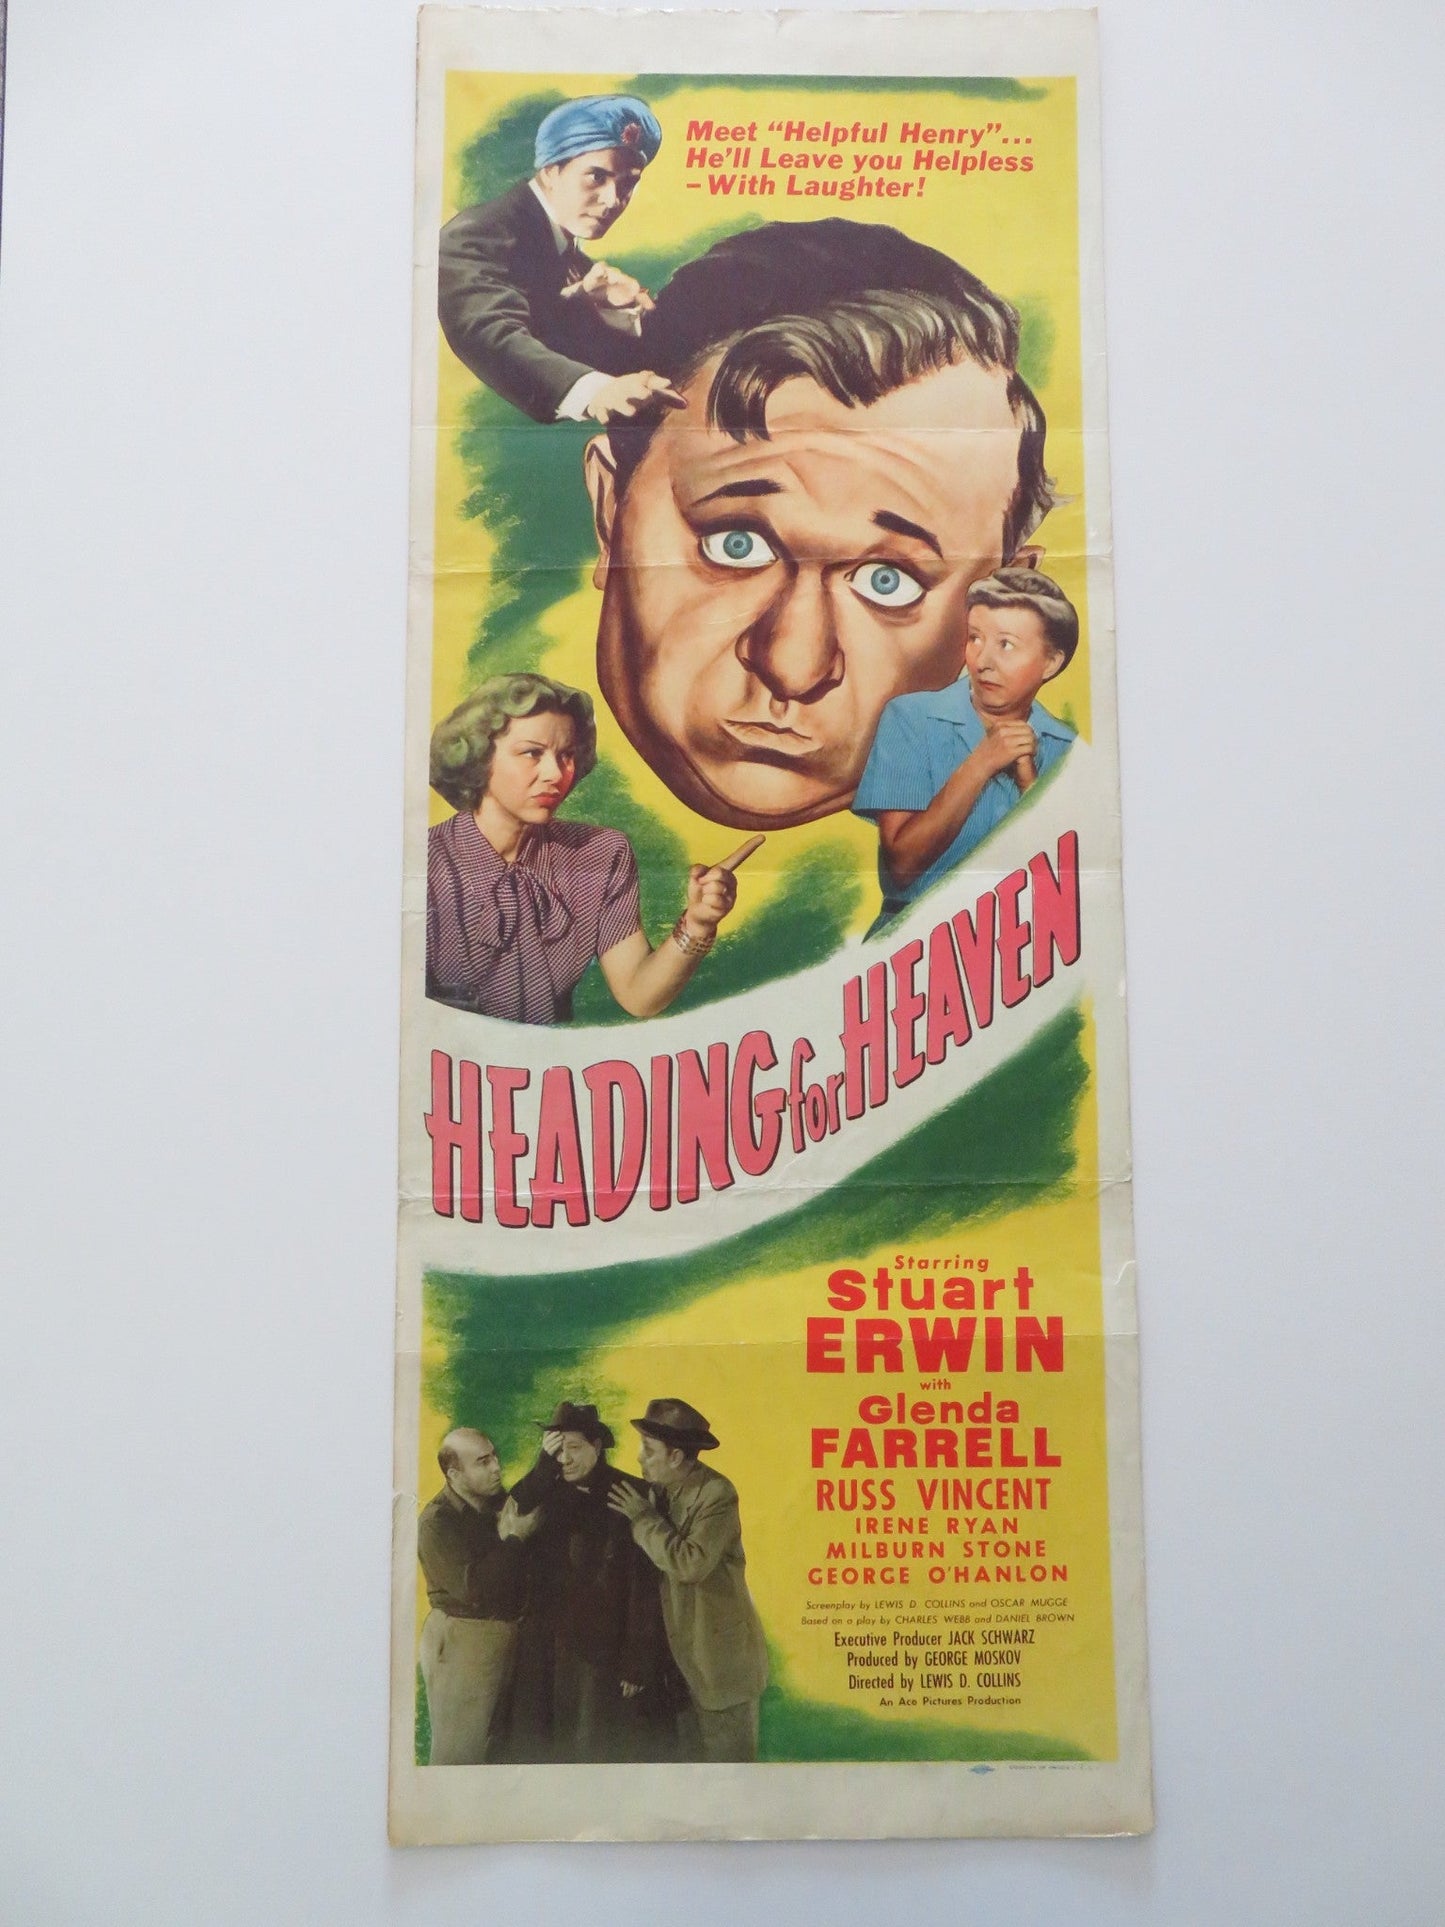 Meet "Helpful Henry"...
He'll Leave you Helpless
- With Laughter!
HEADING for HEAVEN
Starring
Stuart
ERWIN
with
Glenda
FARRELL
RUSS VINCENT
IRENE RYAN
MILBURN STONE
GEORGE O'HANLON
Screenplay by LEWIS D. COLLINS and OSCAR MUGGE
Based on a play by CHARLES WEBB and DANIEL BROWN
Executive Producer JACK SCHWARZ
Produced by GEORGE MOSKOV
Directed by LEWIS D. COLLINS
An Ace Pictures Production